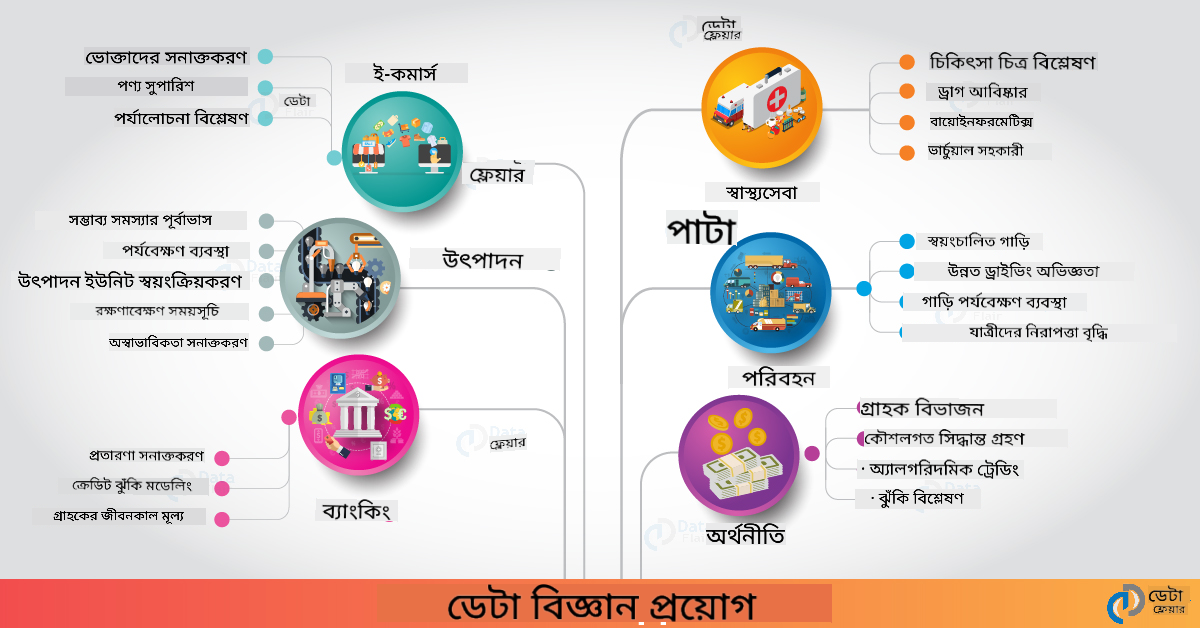 ভোক্তাদের সনাক্তকরণ
পণ্য সুপারিশ
পর্যালোচনা বিশ্লেষণ
ডেটা
ই-কমার্স
ফ্লেয়ার
সম্ভাব্য সমস্যার পূর্বাভাস
পর্যবেক্ষণ ব্যবস্থা
উৎপাদন ইউনিট স্বয়ংক্রিয়করণ
রক্ষণাবেক্ষণ সময়সূচি
অস্বাভাবিকতা সনাক্তকরণ
উৎপাদন
প্রতারণা সনাক্তকরণ
ক্রেডিট ঝুঁকি মডেলিং
গ্রাহকের জীবনকাল মূল্য
ব্যাংকিং
Data
ফ্লেয়ার
ডেটা
ফ্লেয়ার
চিকিৎসা চিত্র বিশ্লেষণ
ড্রাগ আবিষ্কার
বায়োইনফরমেটিক্স
ভার্চুয়াল সহকারী
স্বাস্থ্যসেবা
পাটা
স্বয়ংচালিত গাড়ি
উন্নত ড্রাইভিং অভিজ্ঞতা
গাড়ি পর্যবেক্ষণ ব্যবস্থা
যাত্রীদের নিরাপত্তা বৃদ্ধি
পরিবহন
গ্রাহক বিভাজন
কৌশলগত সিদ্ধান্ত গ্রহণ
· অ্যালগরিদমিক ট্রেডিং
· ঝুঁকি বিশ্লেষণ
অর্থনীতি
ডেটা বিজ্ঞান প্রয়োগ
ডেটা
ফ্লেয়ার